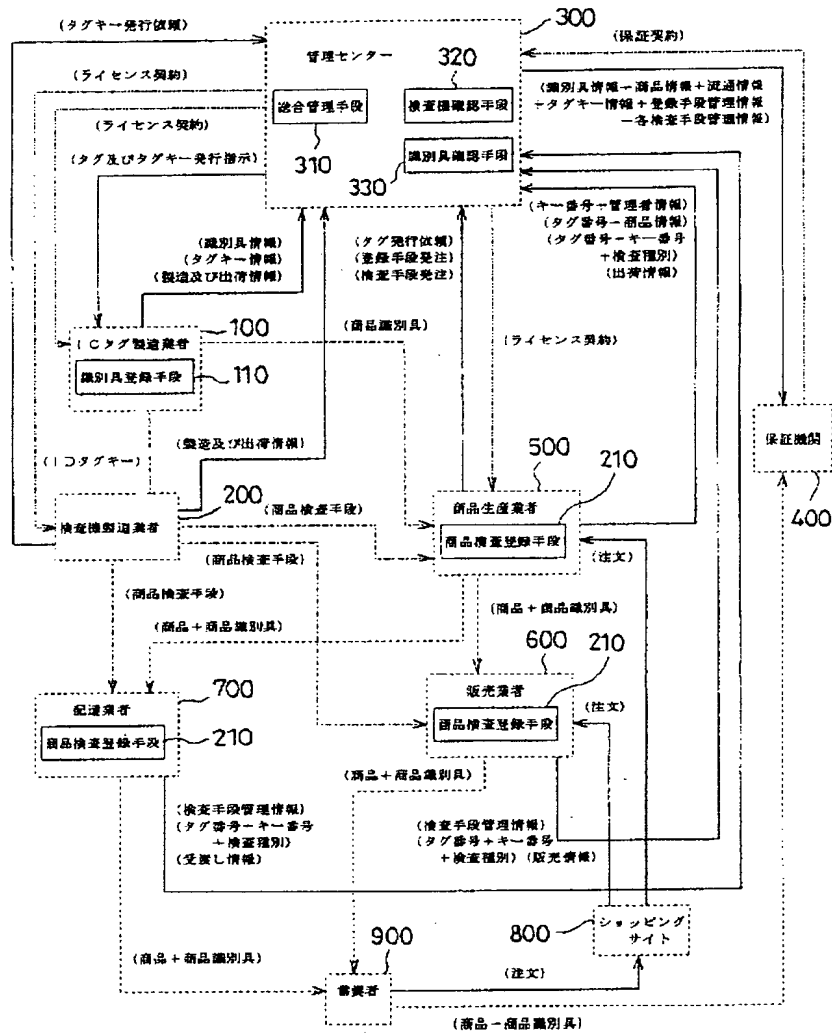 (タグキー発行依頼)
300
(保証契約)
管理センター
320
(ライセンス契約)
総合管理手段
検査機確認手段
(識別具情報ー商品情報+流通情報
+タグキー情報+登録手段管理情報
ー各検査手段管理情報)
(ライセンス契約)
310
識別具確認手段
(タグ及びタグキー発行指示)
330
(キー番号ー管理者情報)
(タグ番号ー商品情報)
(タグ番号ーキー番号
+検査種別)
(出荷情報)
(識別具情報)
(タグキー情報)
(製造及び出荷情報)
(タグ発行依頼)
(登録手段発注)
(検査手段発注)
100
(商品識別具)
ICタグ製造業者
(ライセンス契約)
識別具登録手段
110
保証機関
400
(IDタグキー)
(製造及び出荷情報)
500
210
200
商品生産業者
検査機製造業者
(商品検査手段)
商品検査登録手段
(商品検査手段)
(注文)
(商品検査手段)
(商品+商品識別具)
(商品+商品識別具)
600
210
700
販売業者
配送業者
(注文)
商品検査登録手段
商品検査登録手段
210
(商品+商品識別具)
(検査手段管理情報)
(タグ番号ーキー番号
+検査種別)
(受渡し情報)
(検査手段管理情報)
(タグ番号+キー番号
+検査種別)(販売情報)
800
ショッピング
サイト
900
(商品+商品識別具)
(注文)
需要者
(商品ー商品識別具)